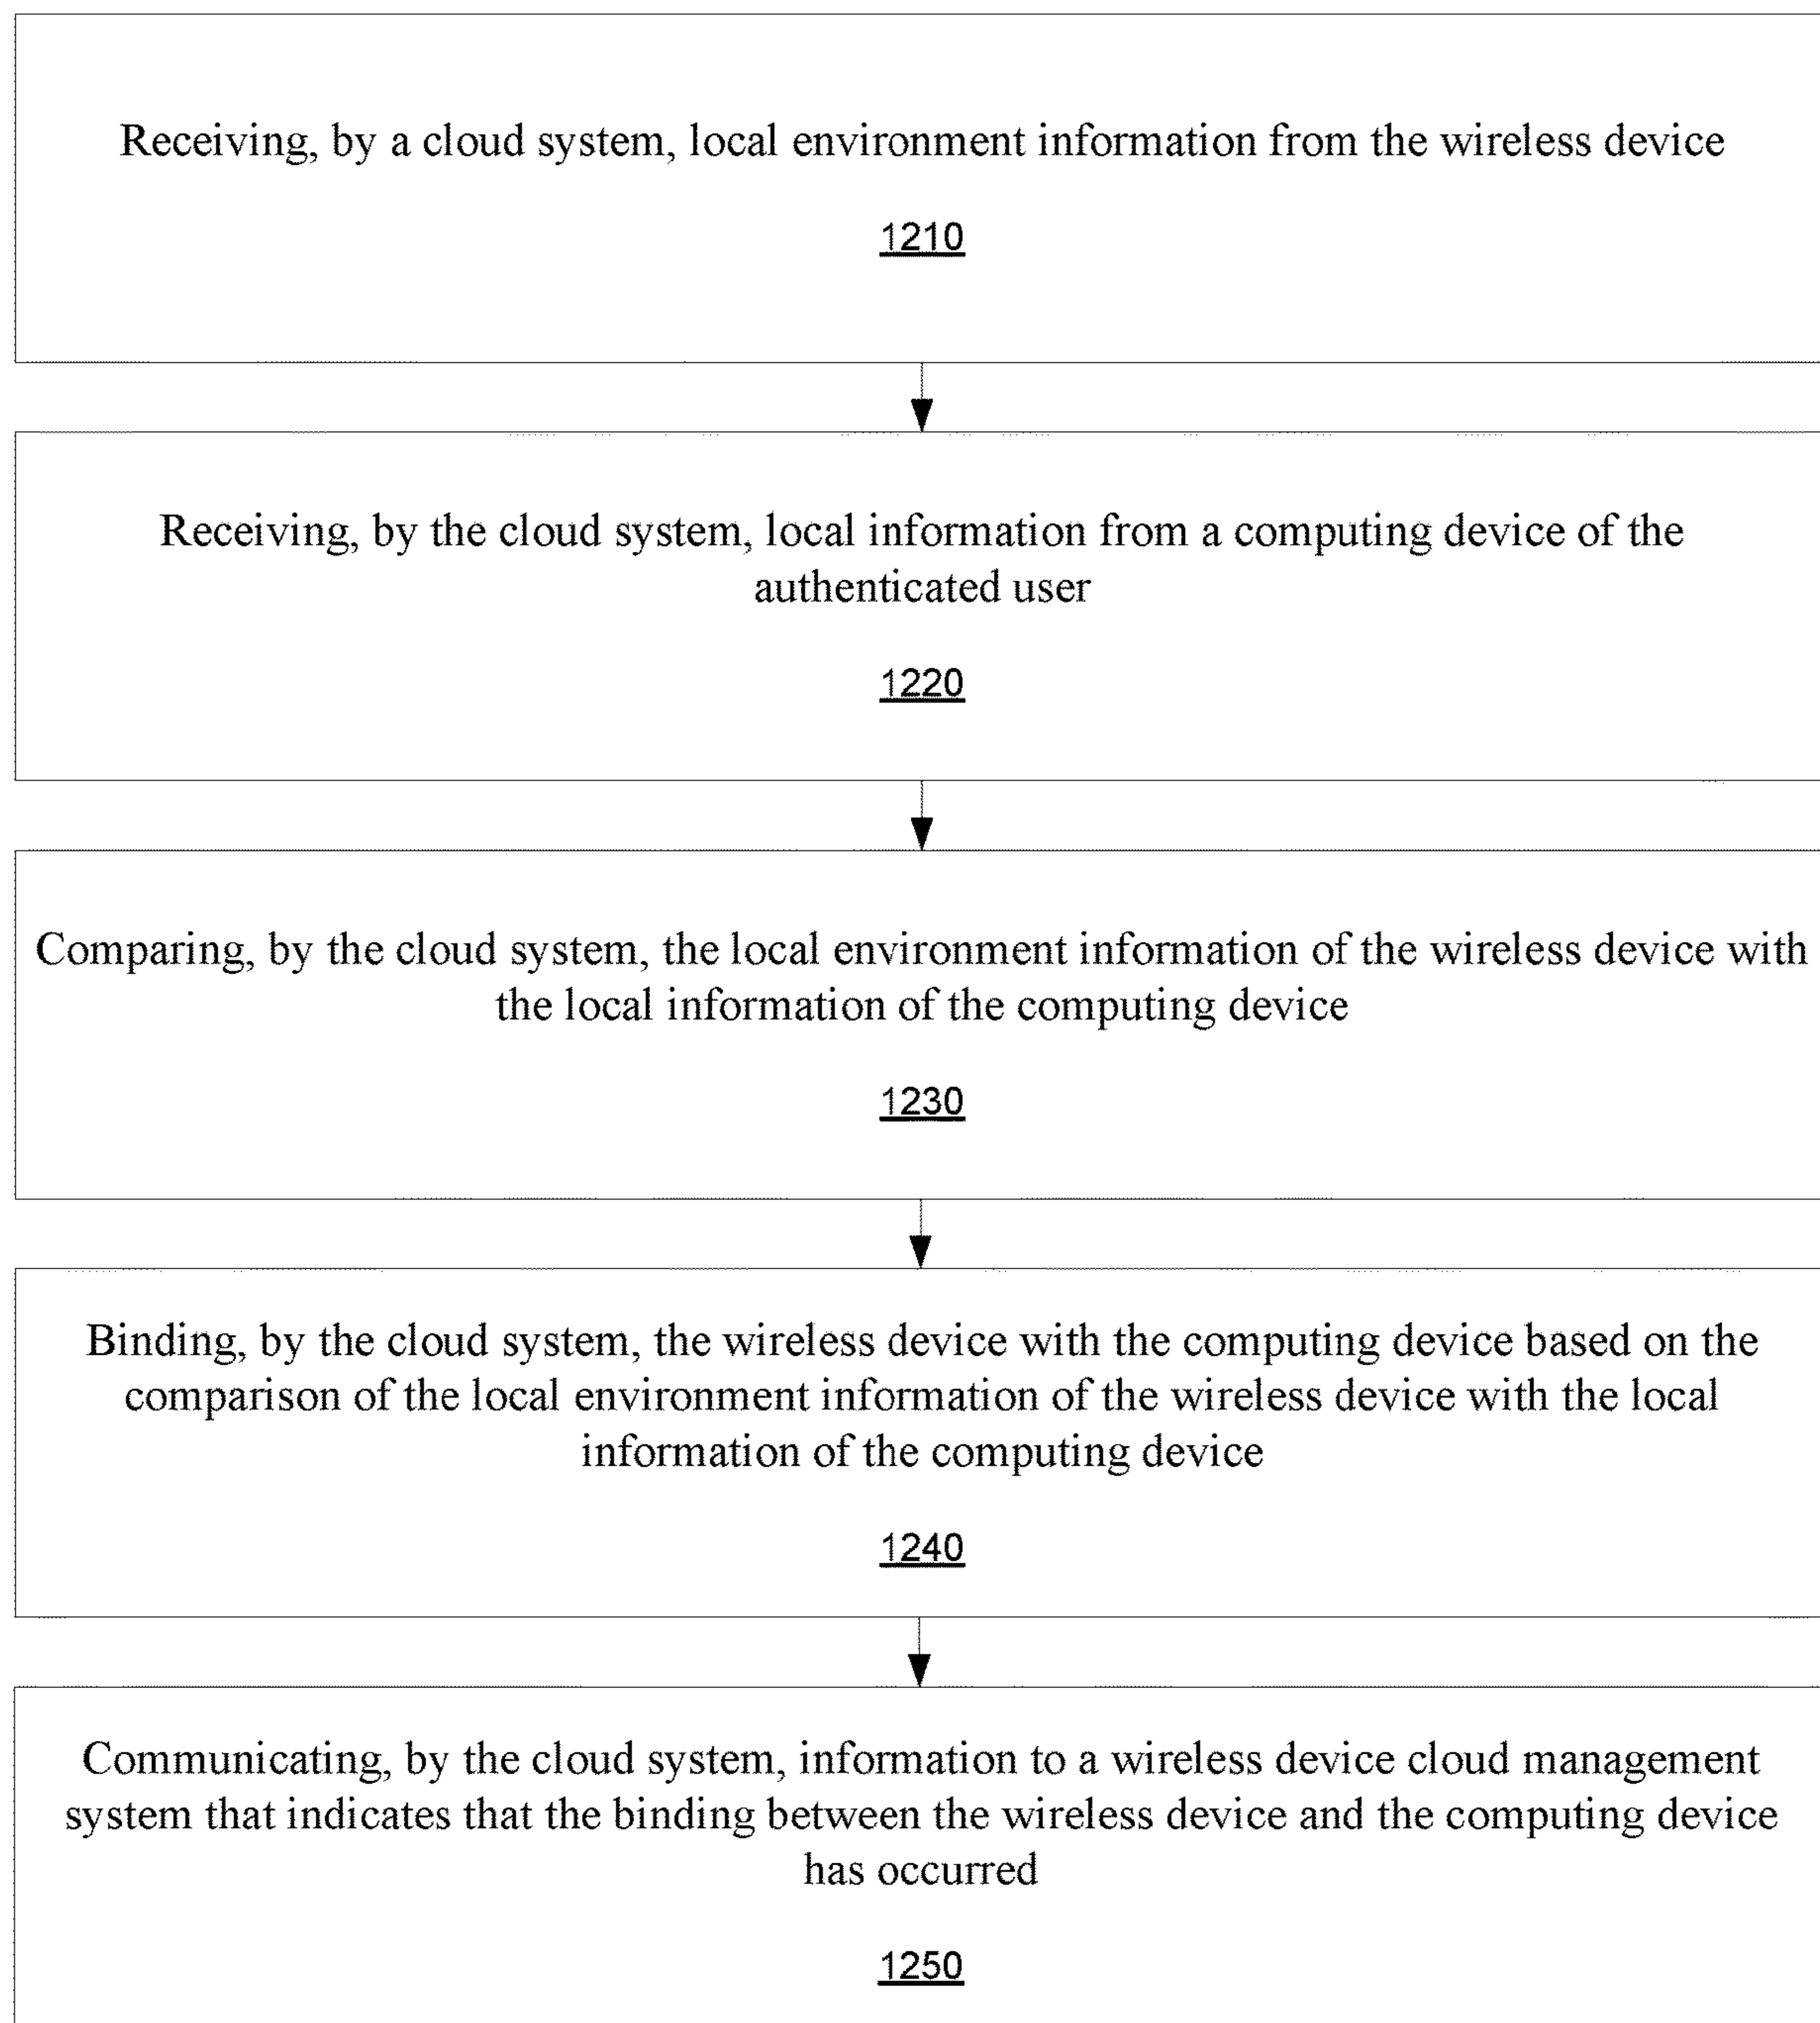 Receiving, by a cloud system, local environment information from the wireless device
1210
Receiving, by the cloud system, local information from a computing device of the
authenticated user
1220
Comparing, by the cloud system, the local environment information of the wireless device with
the local information of the computing device
1230
Binding, by the cloud system, the wireless device with the computing device based on the
comparison of the local environment information of the wireless device with the local
information of the computing device
1240
Communicating, by the cloud system, information to a wireless device cloud management
system that indicates that the binding between the wireless device and the computing device
has occurred
1250